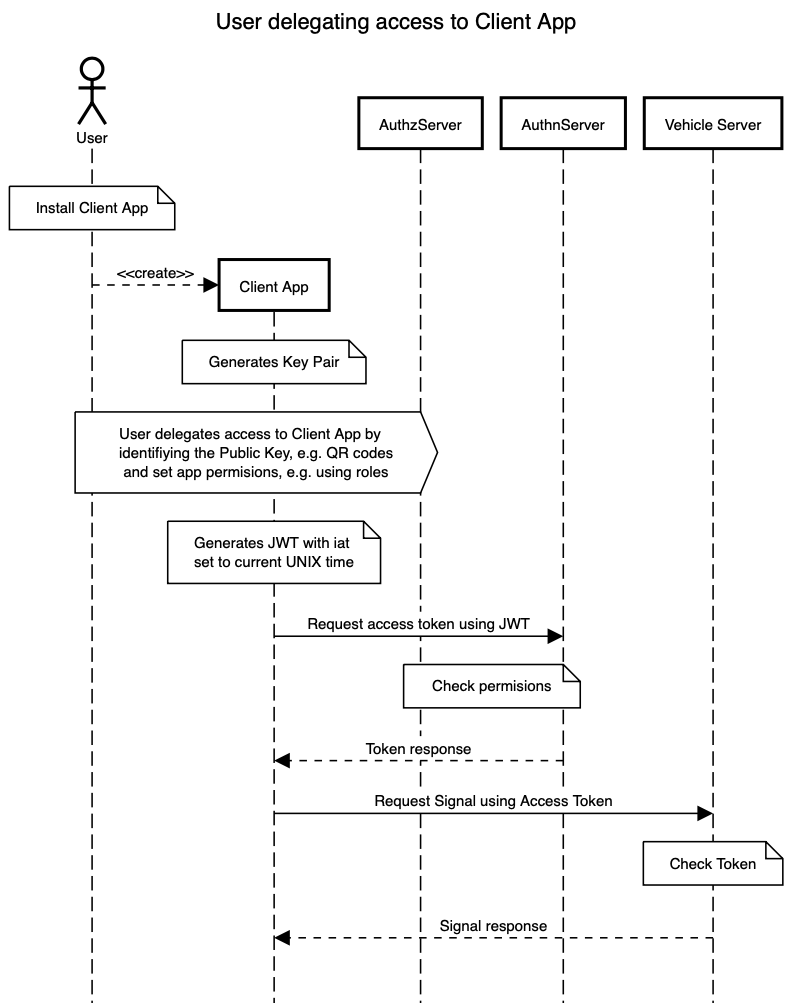 User delegating access to Client App
User
AuthzServer
AuthnServer
Vehicle Server
Install Client App
<<create>>
Client App
Generates Key Pair
User delegates access to Client App by
identifiying the Public Key, e.g. QR codes
and set app permisions, e.g. using roles
Generates JWT with iat
set to current UNIX time
Request access token using JWT
Check permisions
Token response
Request Signal using Access Token
Check Token
Signal response